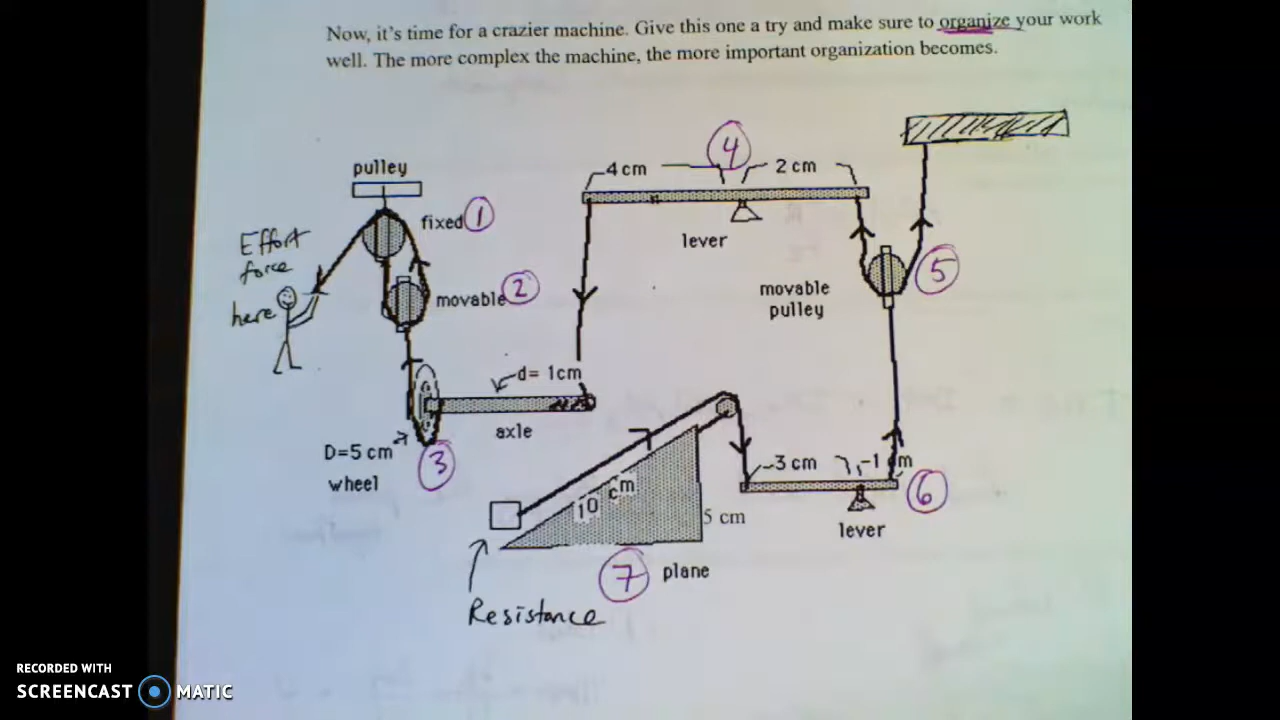 Now, it's time for a crazier machine. Give this one a try and make sure to organize your work
well. The more complex the machine, the more important organization becomes.
pulley
fixed 1
Effort
force
here
movable 2
4 cm
4
2 cm
lever
movable
pulley
5
d= 1cm
axle
D=5 cm
wheel
3
10 cm
5 cm
7
plane
3 cm
1 cm
6
lever
Resistance
RECORDED WITH
SCREENCAST MATIC